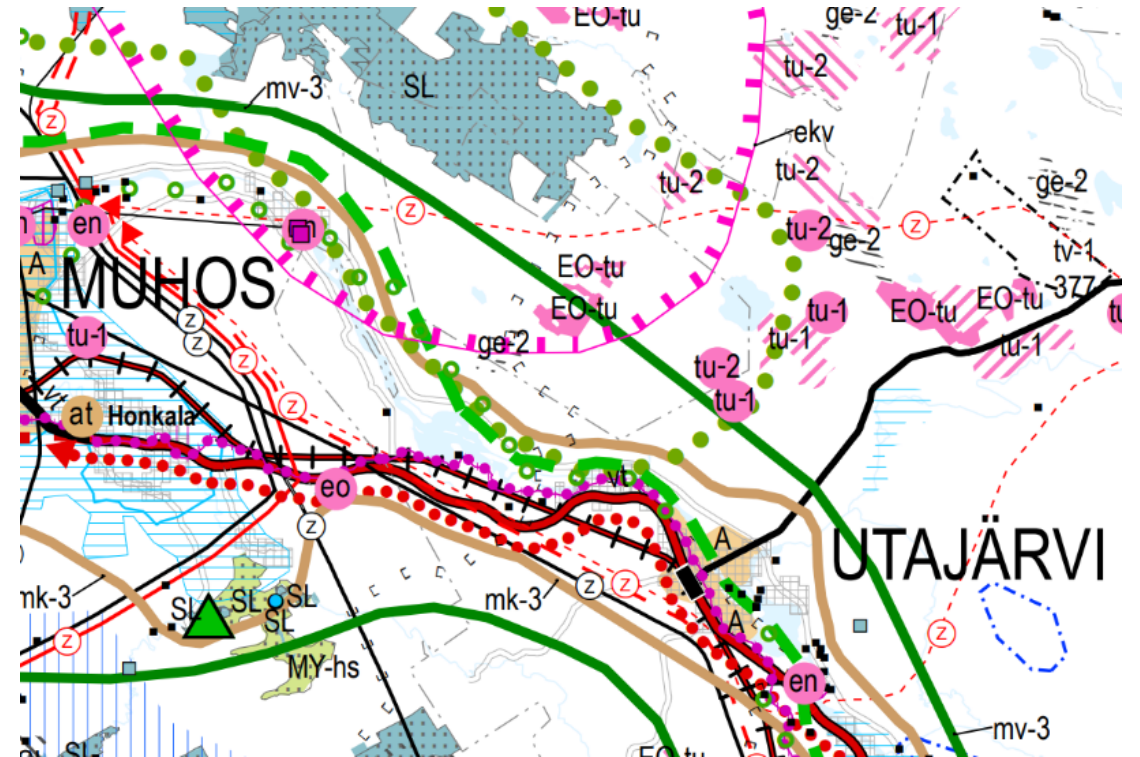 EO-tu
ge-2
tu-1
tu-2
SL
mv-3
z
ekv
tu-2
tu-2
ge-2
z
z
en
tu-2
ge-2
tv-1
A
MUHOS
EO-tu
EO-tu
377
EO-tu
EO-tu
tu-1
z
tu-1
ge-2
tu-1
tu-1
z
z
tu-2
vt
z
tu-1
at
Honkala
eo
vt
z
A
UTAJÄRVI
mk-3
SL
SL
SL
SL
mk-3
z
z
A
z
z
MY-hs
en
mv-3
SL
EO-tu